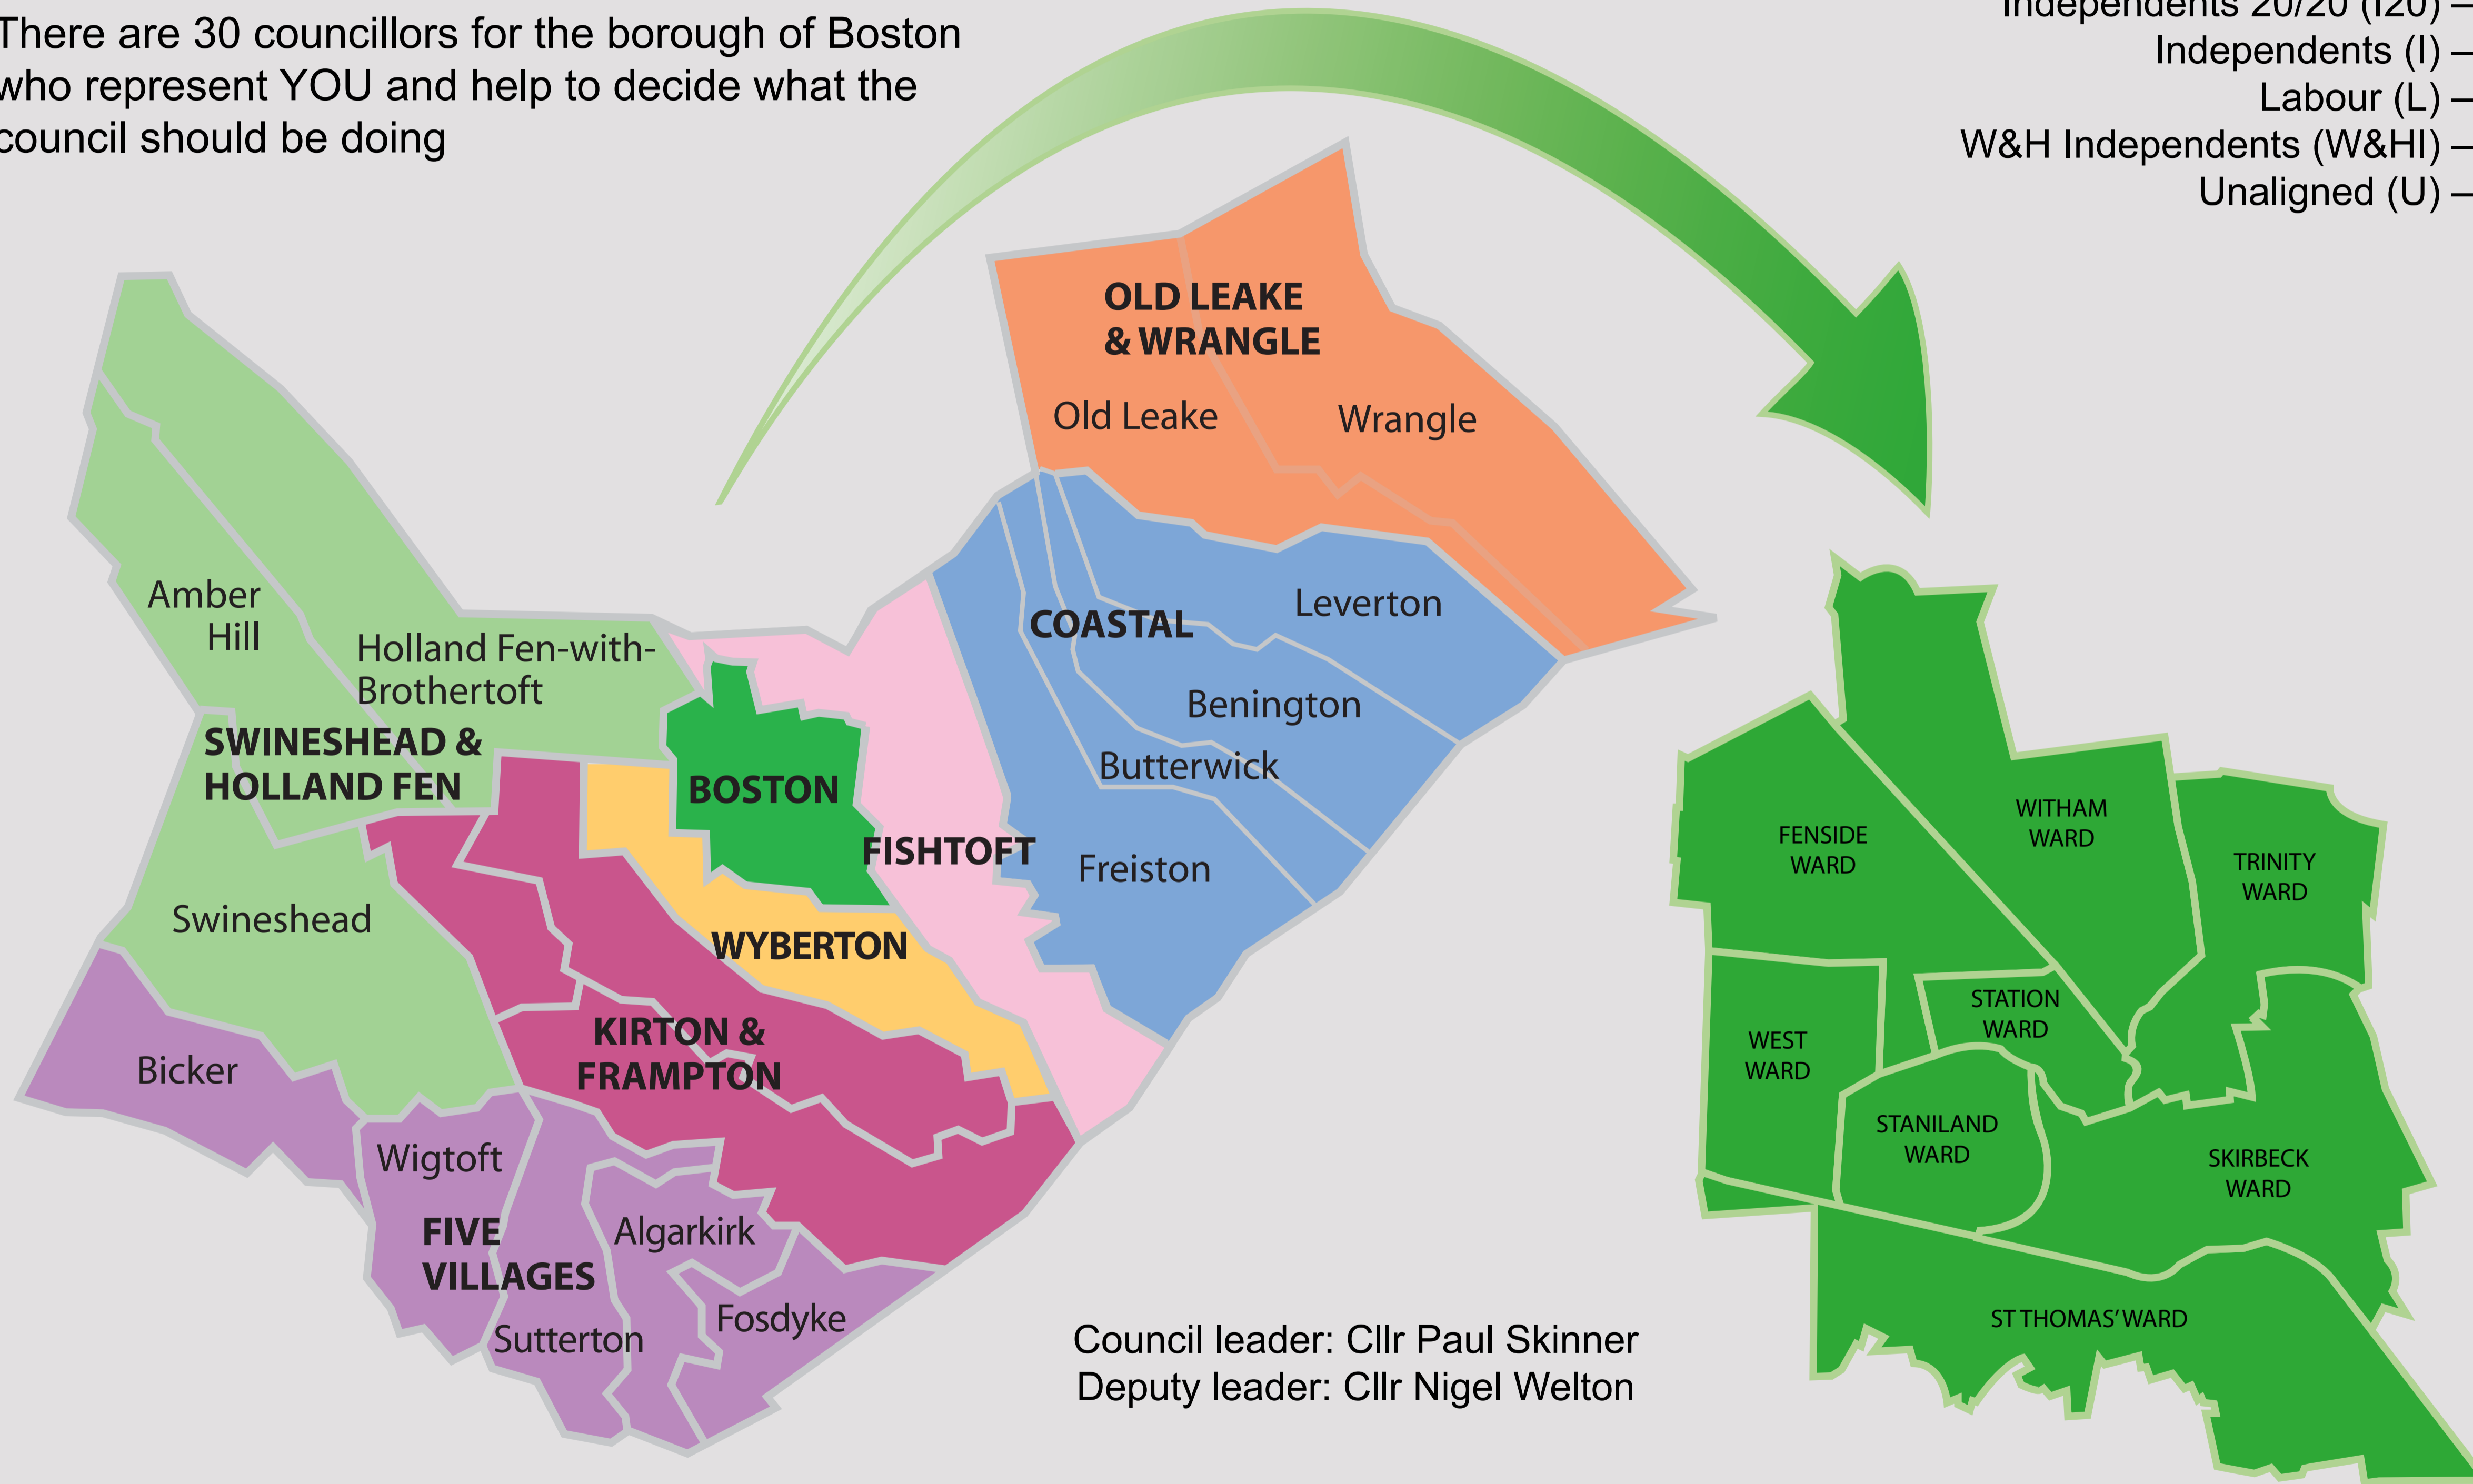 There are 30 councillors for the borough of Boston
who represent YOU and help to decide what the
council should be doing
Independents 20/20 (I20) –
Independents (I) –
Labour (L) –
W&H Independents (W&HI) –
Unaligned (U) –
OLD LEAKE
& WRANGLE
Old Leake
Wrangle
Amber
Hill
Holland Fen-with-
Brothertoft
SWINESHEAD &
HOLLAND FEN
Swineshead
COASTAL
Leverton
Benington
Butterwick
Freiston
BOSTON
FISHTOFT
WYBERTON
KIRTON &
FRAMPTON
Bicker
Wigtoft
FIVE
VILLAGES
Algarkirk
Sutterton
Fosdyke
Council leader: Cllr Paul Skinner
Deputy leader: Cllr Nigel Welton
FENSIDE
WARD
WITHAM
WARD
TRINITY
WARD
STATION
WARD
WEST
WARD
STANILAND
WARD
SKIRBECK
WARD
ST THOMAS’ WARD